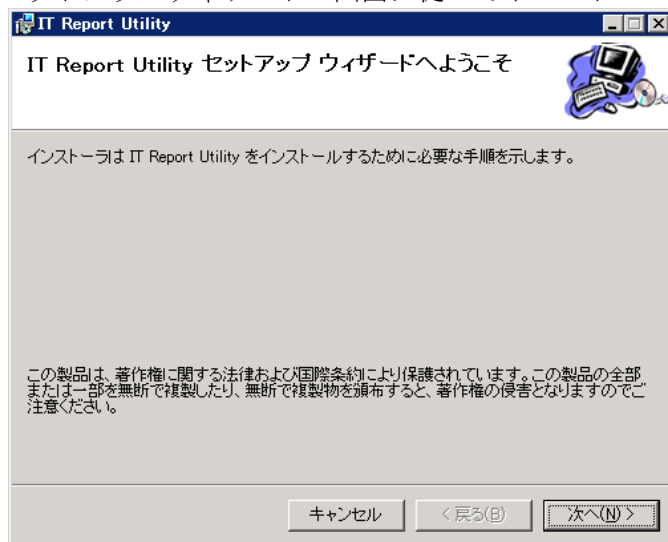 IT Report Utility
IT Report Utility セットアップ ウィザードへようこそ
インストーラは IT Report Utility をインストールするために必要な手順を示します。
この製品は、著作権に関する法律および国際条約により保護されています。この製品の全部
または一部を無断で複製したり、無断で複製物を頒布すると、著作権の侵害となりますのでご
注意ください。
キャンセル
< 戻る(B)
次へ(N) >